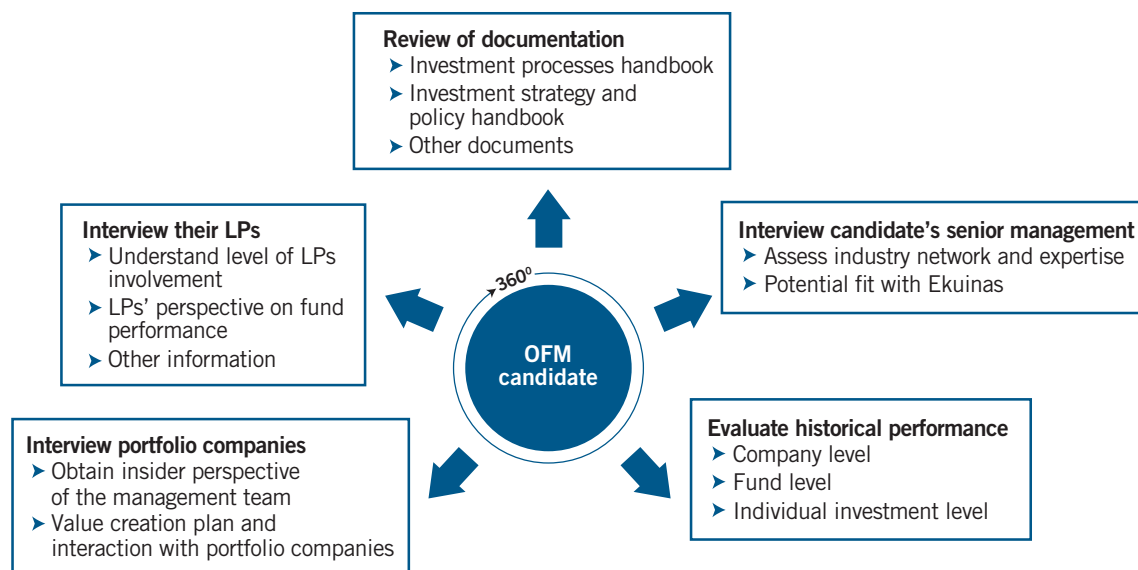 Review of documentation
➤ Investment processes handbook
➤ Investment strategy and
policy handbook
➤ Other documents
Interview their LPs
➤ Understand level of LPs
involvement
➤ LPs' perspective on fund
performance
➤ Other information
Interview candidate's senior management
➤ Assess industry network and expertise
➤ Potential fit with Ekuinas
360⁰
OFM
candidate
Interview portfolio companies
➤ Obtain insider perspective
of the management team
➤ Value creation plan and
interaction with portfolio companies
Evaluate historical performance
➤ Company level
➤ Fund level
➤ Individual investment level